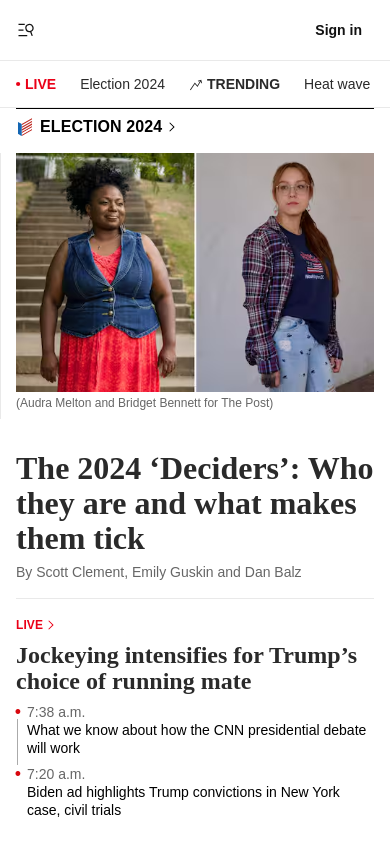 Sign in
LIVE Election 2024 TRENDING Heat wave
ELECTION 2024
(Audra Melton and Bridget Bennett for The Post)
The 2024 ‘Deciders’: Who
they are and what makes
them tick
By Scott Clement, Emily Guskin and Dan Balz
LIVE
Jockeying intensifies for Trump’s
choice of running mate
7:38 a.m.
What we know about how the CNN presidential debate
will work
7:20 a.m.
Biden ad highlights Trump convictions in New York
case, civil trials